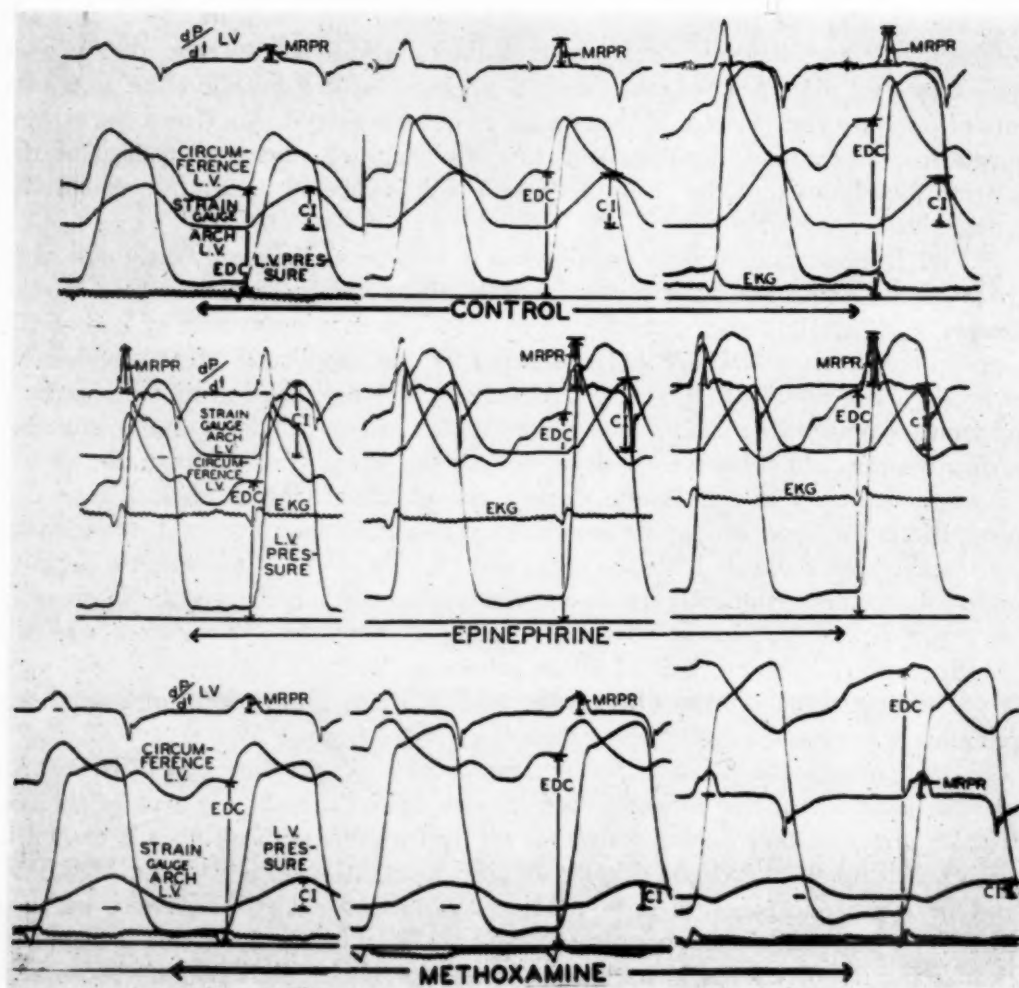 dP/dt LV
MRPR
MRPR
MRPR
CIRCUM-
FERENCE
L.V.
STRAIN
GAUGE
ARCH
L.V.
EDC
L.V. PRES-
SURE
CI
EDC
CI
EDC
CI
EKG
CONTROL
MRPR
dP/dt
STRAIN
GAUGE
ARCH
L.V.
CIRCUM-
FERENCE
L.V.
CI
EDC
EKG
L.V.
PRES-
SURE
MRPR
EDC
CI
EKG
MRPR
EDC
CI
EKG
EPINEPHRINE
dP/dt LV
MRPR
CIRCUM-
FERENCE
L.V.
EDC
STRAIN
GAUGE
ARCH
L.V.
L.V.
PRES-
SURE
CI
MRPR
EDC
CI
EDC
MRPR
CI
METHOXAMINE